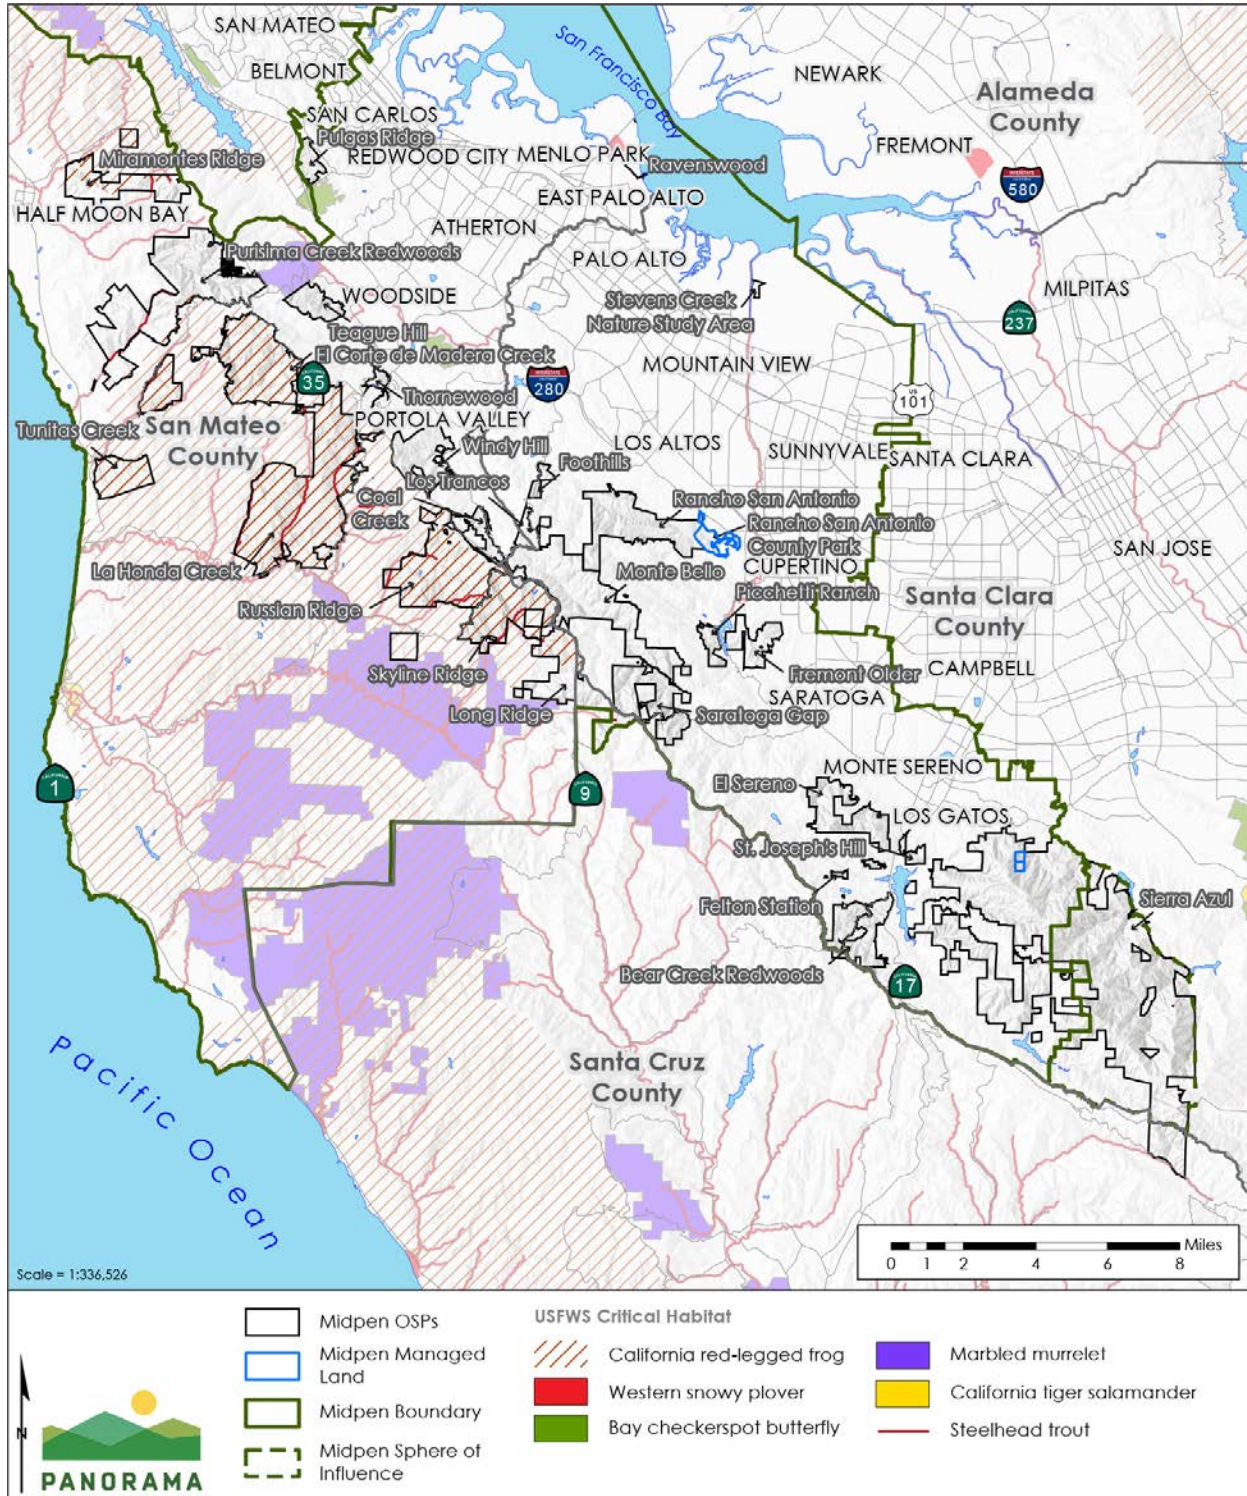 SAN MATEO
BELMONT
SAN CARLOS
Pulgas Ridge
REDWOOD CITY
MENLO PARK
San Francisco Bay
Ravenswood
NEWARK
Alameda
County
FREMONT
INTERSTATE
580
Miramontes Ridge
HALF MOON BAY
EAST PALO ALTO
ATHERTON
Purisima Creek Redwoods
PALO ALTO
WOODSIDE
Stevens Creek
Nature Study Area
MILPITAS
CALIFORNIA
237
Teague Hill
El Corte de Madera Creek
CALIFORNIA
35
Thornewood
INTERSTATE
280
MOUNTAIN VIEW
US
101
Tunitas Creek
San Mateo
County
PORTOLA VALLEY
Windy Hill
LOS ALTOS
SUNNYVALE
SANTA CLARA
Foothills
Los Trancos
Coal
Creek
Rancho San Antonio
Rancho San Antonio
County Park
CUPERTINO
SAN JOSE
La Honda Creek
Monte Bello
Picchetti Ranch
Santa Clara
County
Russian Ridge
Skyline Ridge
Fremont Older
CAMPBELL
SARATOGA
Long Ridge
Saratoga Gap
CALIFORNIA
1
CALIFORNIA
9
El Sereno
MONTE SERENO
LOS GATOS
St. Joseph's Hill
Sierra Azul
Felton Station
Bear Creek Redwoods
CALIFORNIA
17
Pacific Ocean
Santa Cruz
County
Scale = 1:336,526
0 1 2 4 6 8 Miles
Midpen OSPs
Midpen Managed
Land
Midpen Boundary
Midpen Sphere of
Influence
USFWS Critical Habitat
California red-legged frog
Western snowy plover
Bay checkerspot butterfly
Marbled murrelet
California tiger salamander
Steelhead trout
N
PANORAMA